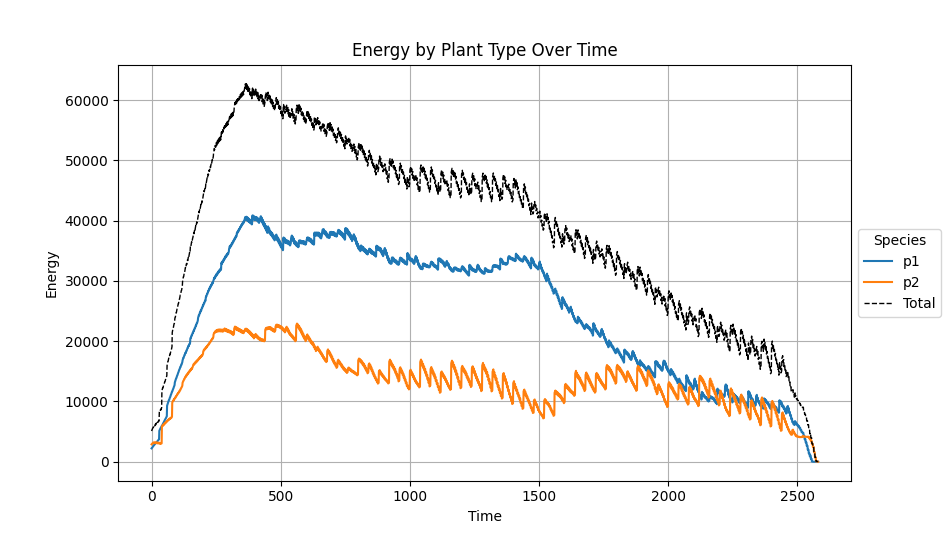 Energy by Plant Type Over Time
Energy
60000
50000
40000
30000
20000
10000
0
0 500 1000 1500 2000 2500
Time
Species
p1
p2
Total